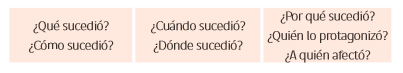 ¿Qué sucedió?
¿Cómo sucedió?
¿Cuándo sucedió?
¿Dónde sucedió?
¿Por qué sucedió?
¿Quién lo protagonizó?
¿A quién afectó?